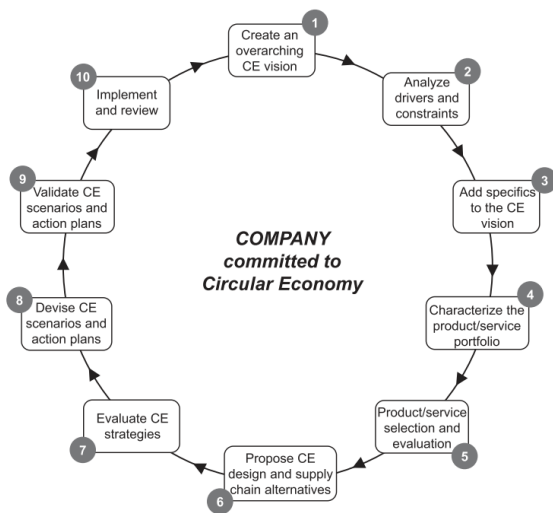 1
Create an
overarching
CE vision
2
Analyze
drivers and
constraints
3
Add specifics
to the CE
vision
4
Characterize the
product/service
portfolio
Product/service
selection and
evaluation
5
Propose CE
design and supply
chain alternatives
6
Evaluate CE
strategies
7
8
Devise CE
scenarios and
action plans
9
Validate CE
scenarios and
action plans
10
Implement
and review
COMPANY
committed to
Circular Economy